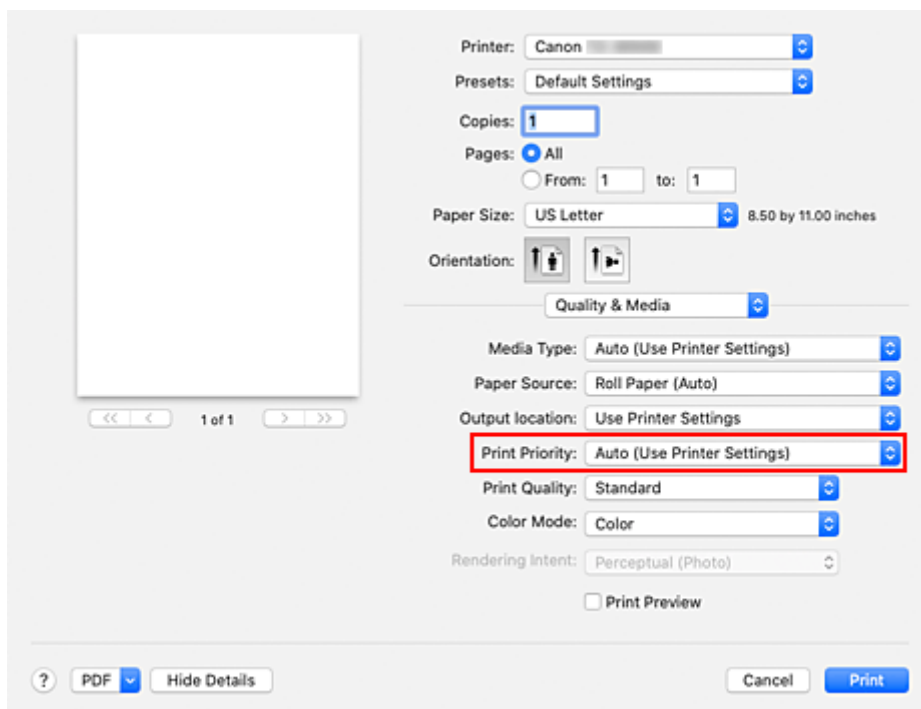 Printer: Canon
Presets: Default Settings
Copies: 1
Pages: All
From: 1 to: 1
Paper Size: US Letter 8.50 by 11.00 inches
Orientation:
Quality & Media
Media Type: Auto (Use Printer Settings)
Paper Source: Roll Paper (Auto)
<< < 1 of 1 > >>
Output location: Use Printer Settings
Print Priority: Auto (Use Printer Settings)
Print Quality: Standard
Color Mode: Color
Rendering Intent: Perceptual (Photo)
Print Preview
? PDF Hide Details Cancel Print